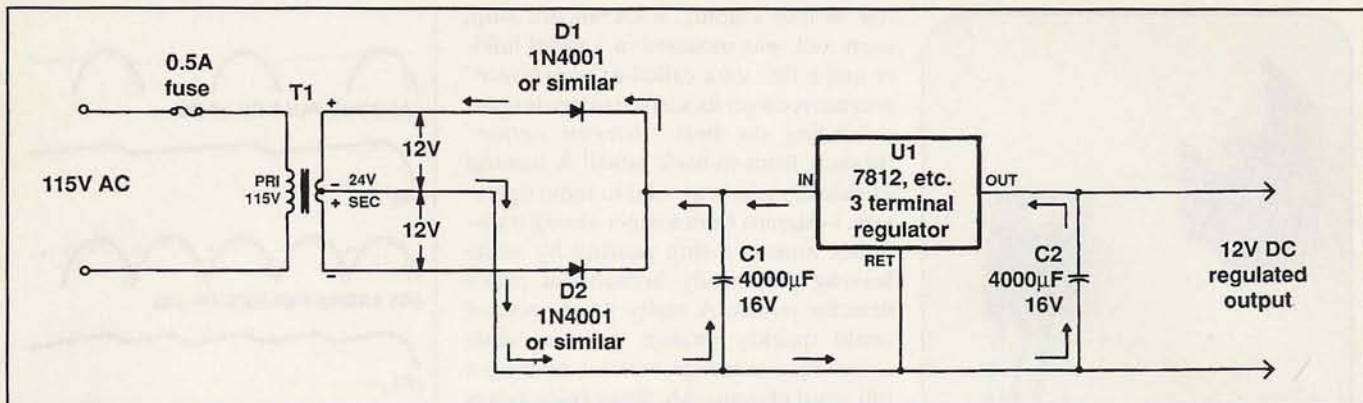 0.5A
fuse
T1
115V AC
PRI
115V
+
12V
− 24V
+ SEC
12V
−
D1
1N4001
or similar
D2
1N4001
or similar
C1
4000μF
16V
U1
IN 7812, etc. OUT
3 terminal
regulator
RET
C2
4000μF
16V
12V DC
regulated
output